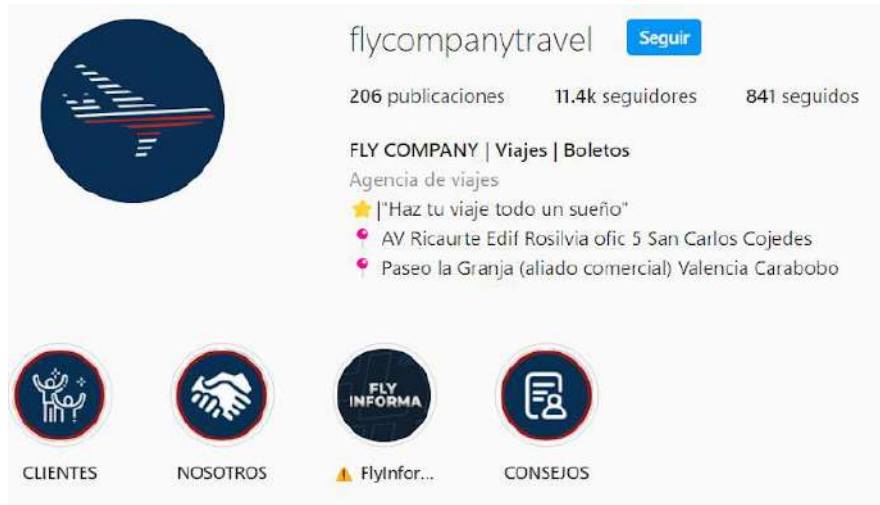 flycompanytravel Seguir
206 publicaciones 11.4k seguidores 841 seguidos
FLY COMPANY | Viajes | Boletos
Agencia de viajes
⭐|"Haz tu viaje todo un sueño"
📍 AV Ricaurte Edif Rosilvia ofic 5 San Carlos Cojedes
📍 Paseo la Granja (aliado comercial) Valencia Carabobo
FLY
INFORMA
CLIENTES NOSOTROS ⚠️ FlyInfor... CONSEJOS